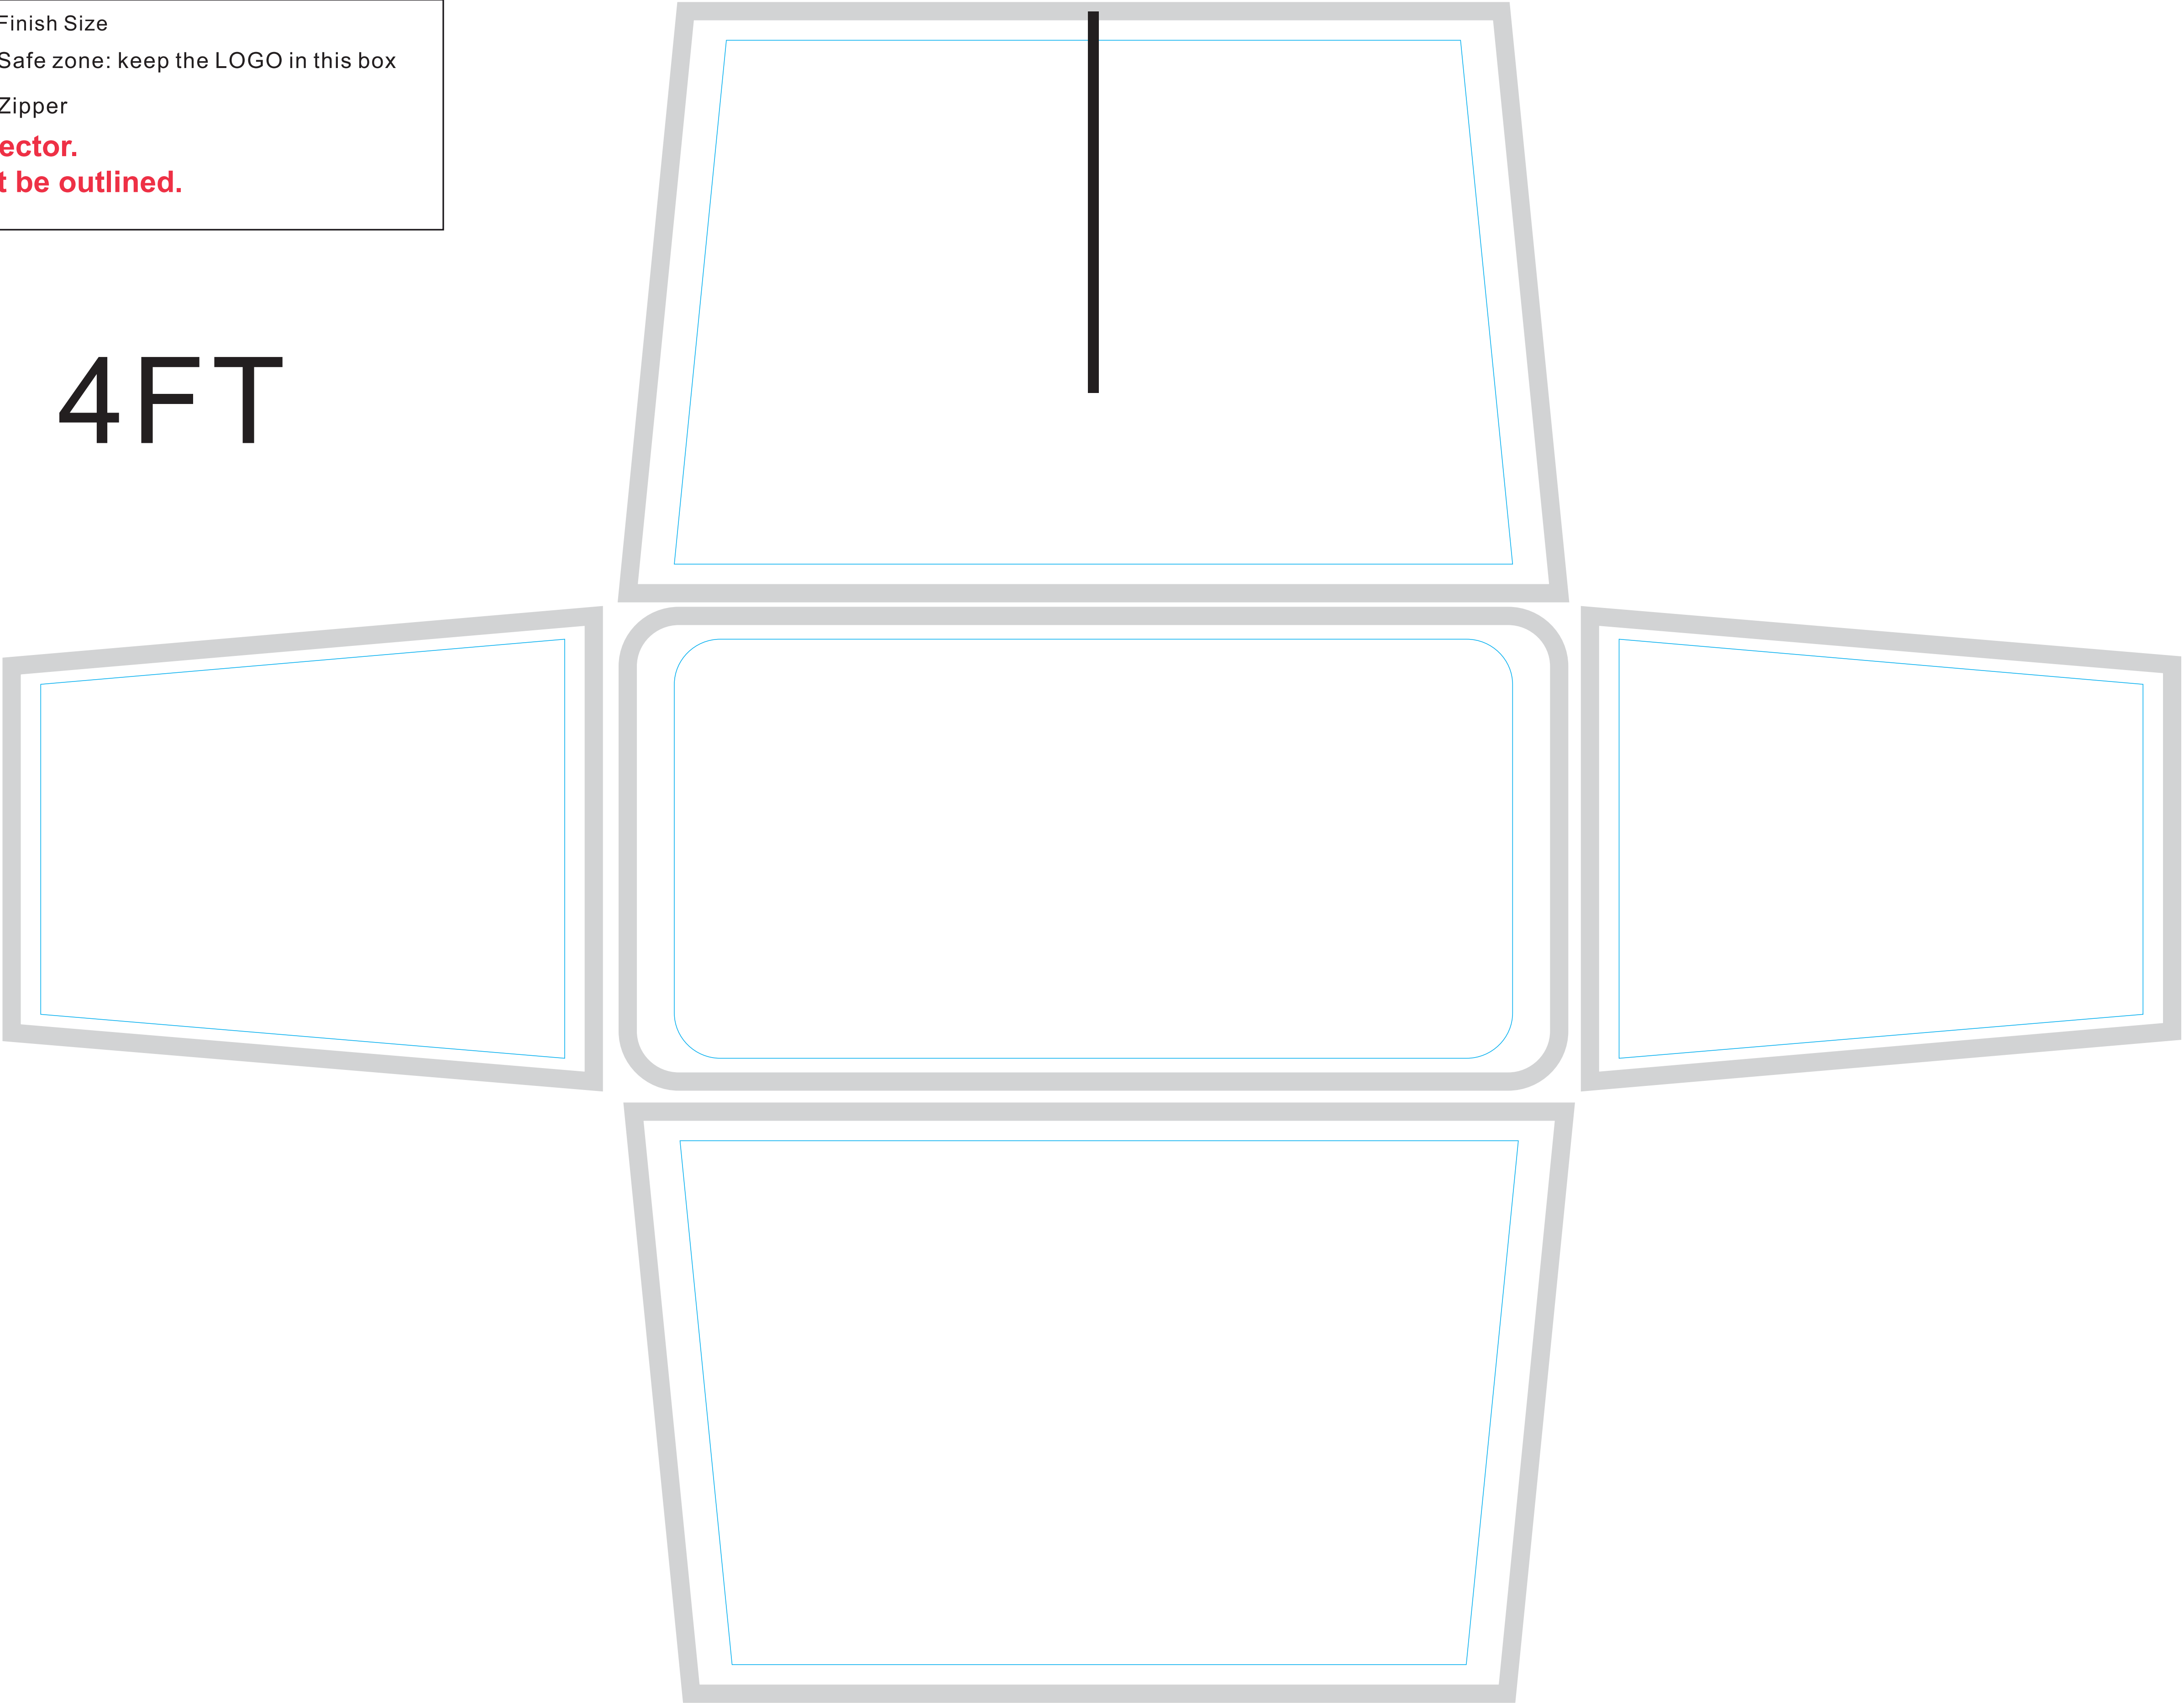 Finish Size
Safe zone: keep the LOGO in this box
Zipper
ector.
t be outlined.
4FT